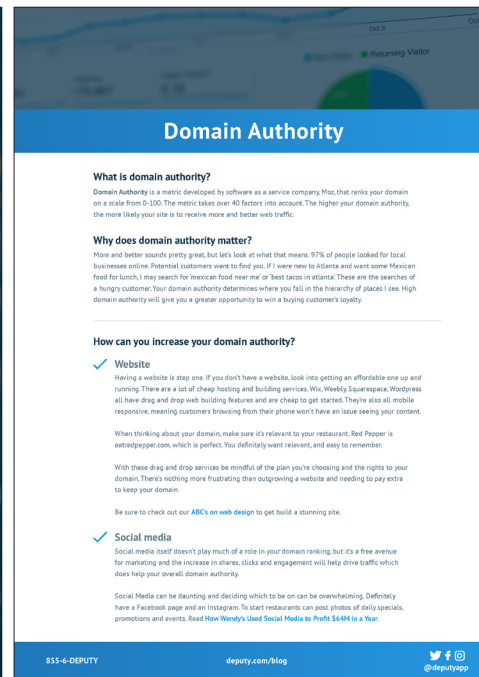 Oct 6
Oct
Returning Visitor
Domain Authority
What is domain authority?
Domain Authority is a metric developed by software as a service company, Moz, that ranks your domain
on a scale from 0-100. The metric takes over 40 factors into account. The higher your domain authority,
the more likely your site is to receive more and better web traffic.
Why does domain authority matter?
More and better sounds pretty great, but let's look at what that means. 97% of people looked for local
businesses online. Potential customers want to find you. If I were new to Atlanta and want some Mexican
food for lunch, I may search for 'mexican food near me' or 'best tacos in atlanta'. These are the searches of
a hungry customer. Your domain authority determines where you fall in the hierarchy of places I see. High
domain authority will give you a greater opportunity to win a buying customer's loyalty.
How can you increase your domain authority?
Website
Having a website is step one. If you don't have a website, look into getting an affordable one up and
running. There are a lot of cheap hosting and building services. Wix, Weebly, Squarespace, Wordpress
all have drag and drop web building features and are cheap to get started. They're also all mobile
responsive, meaning customers browsing from their phone won't have an issue seeing your content.
When thinking about your domain, make sure it's relevant to your restaurant. Red Pepper is
eatredpepper.com, which is perfect. You definitely want relevant, and easy to remember.
With these drag and drop services be mindful of the plan you're choosing and the rights to your
domain. There's nothing more frustrating than outgrowing a website and needing to pay extra
to keep your domain.
Be sure to check out our ABC's on web design to get build a stunning site.
Social media
Social media itself doesn't play much of a role in your domain ranking, but it's a free avenue
for marketing and the increase in shares, clicks and engagement will help drive traffic which
does help your overall domain authority.
Social Media can be daunting and deciding which to be on can be overwhelming. Definitely
have a Facebook page and an Instagram. To start restaurants can post photos of daily specials,
promotions and events. Read How Wendy's Used Social Media to Profit $64M in a Year.
855-6-DEPUTY
deputy.com/blog
@deputyapp